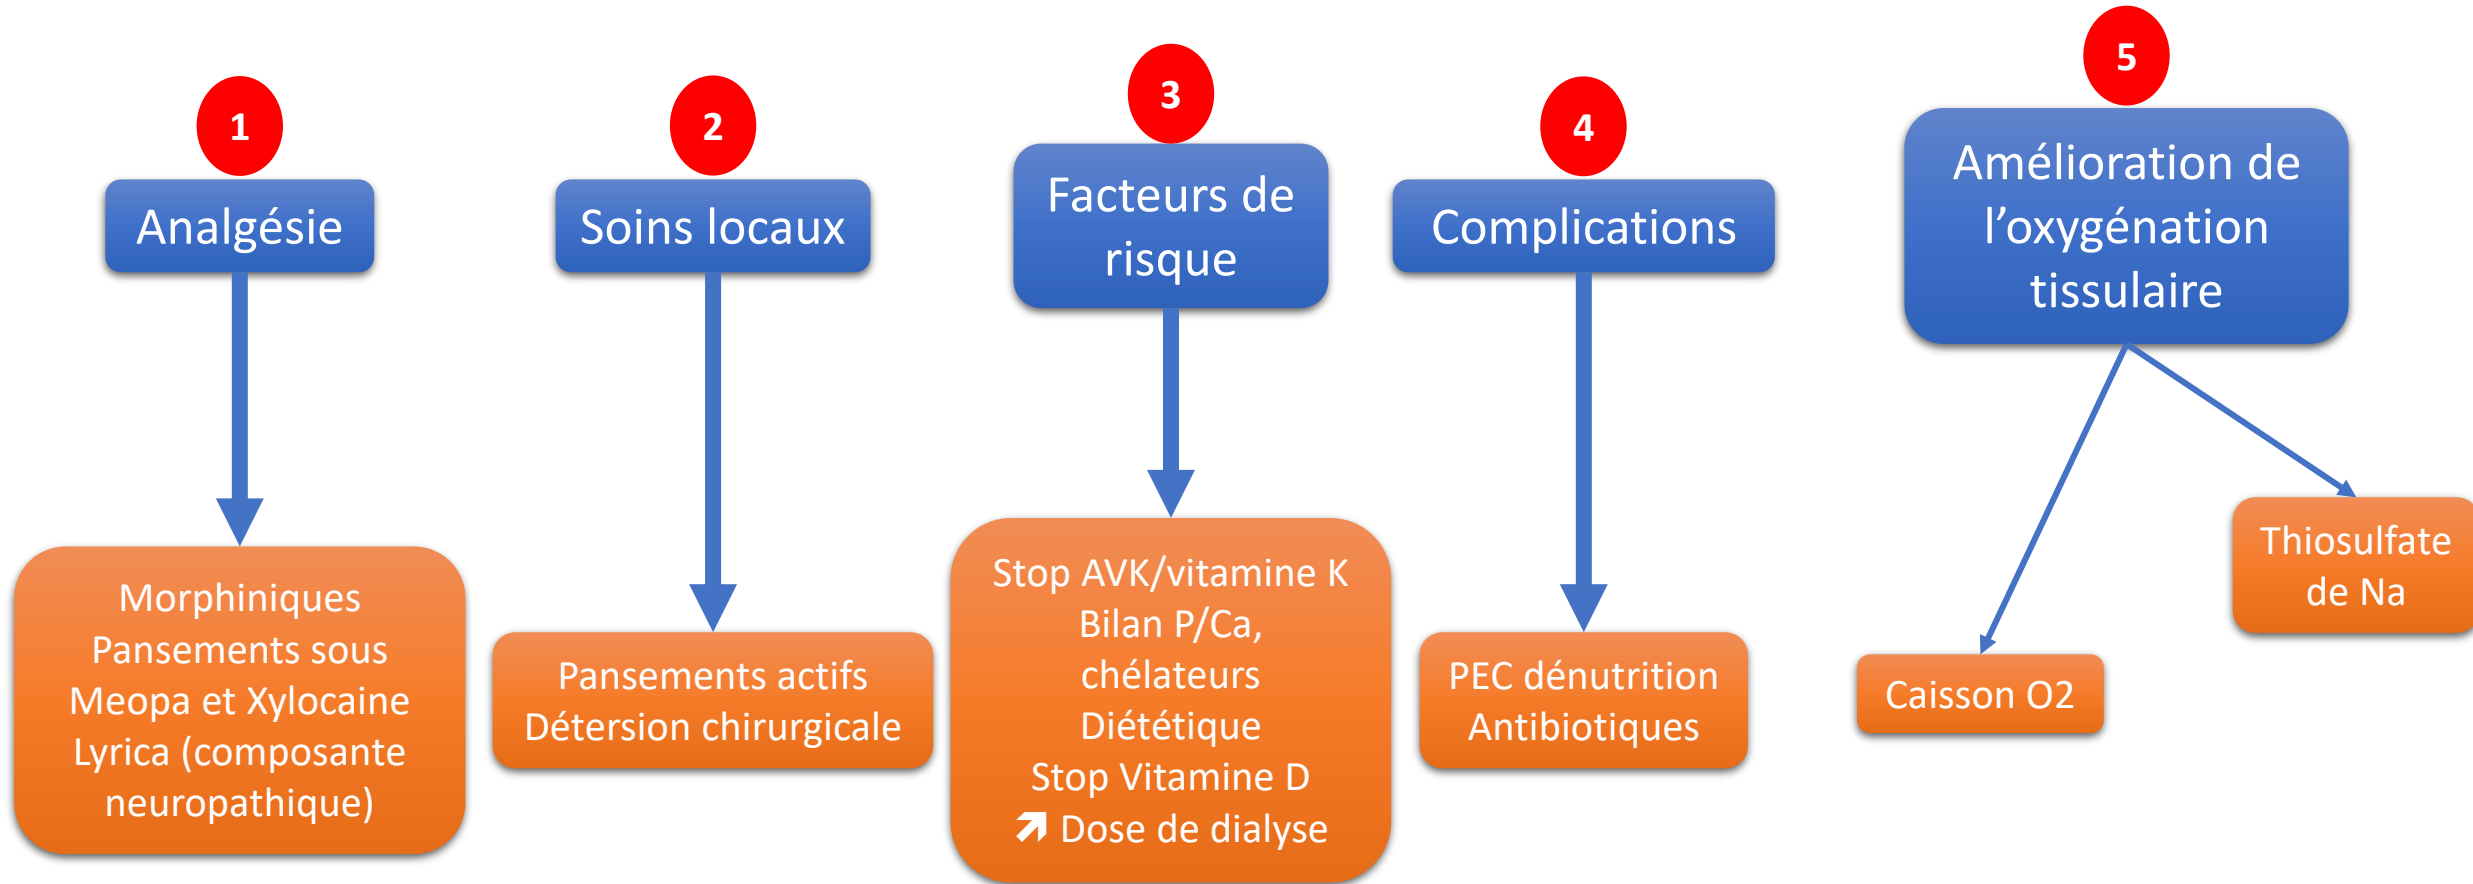 1
Analgésie
Morphiniques
Pansements sous
Meopa et Xylocaine
Lyrica (composante
neuropathique)
2
Soins locaux
Pansements actifs
Détersion chirurgicale
3
Facteurs de
risque
Stop AVK/vitamine K
Bilan P/Ca,
chélateurs
Diététique
Stop Vitamine D
↗ Dose de dialyse
4
Complications
PEC dénutrition
Antibiotiques
5
Amélioration de
l’oxygénation
tissulaire
Caisson O2
Thiosulfate
de Na